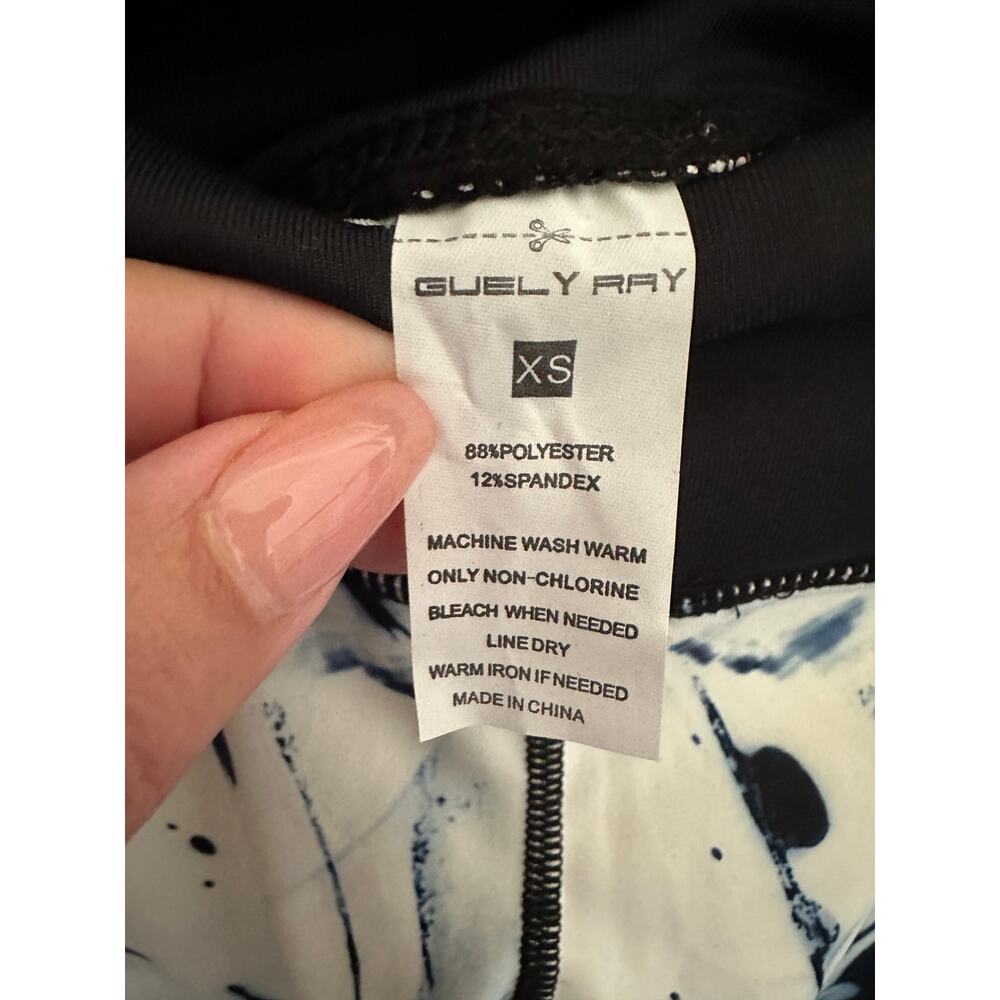 GUELY RAY
XS
88%POLYESTER
12%SPANDEX
MACHINE WASH WARM
ONLY NON-CHLORINE
BLEACH WHEN NEEDED
LINE DRY
WARM IRON IF NEEDED
MADE IN CHINA